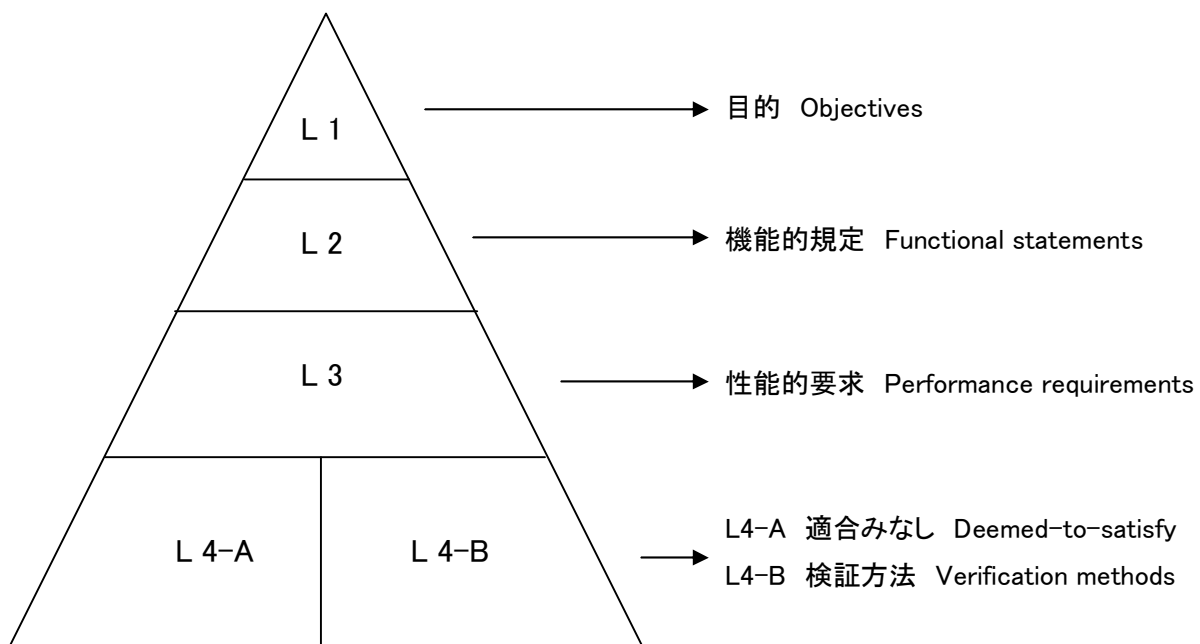 L 1
目的 Objectives
L 2
機能的規定 Functional statements
L 3
性能的要求 Performance requirements
L 4-A
L 4-B
L4-A 適合みなし Deemed-to-satisfy
L4-B 検証方法 Verification methods